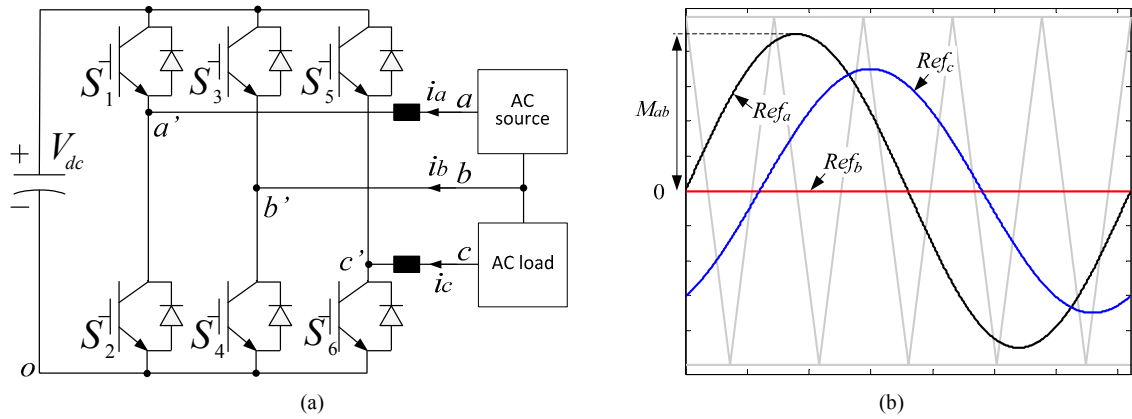 S1 S3 S5
ia a AC source
a'
+ Vdc
−
ib b
b'
c' c AC load
ic
S2 S4 S6
o
(a)
Mab
Refa
Refc
Refb
0
(b)